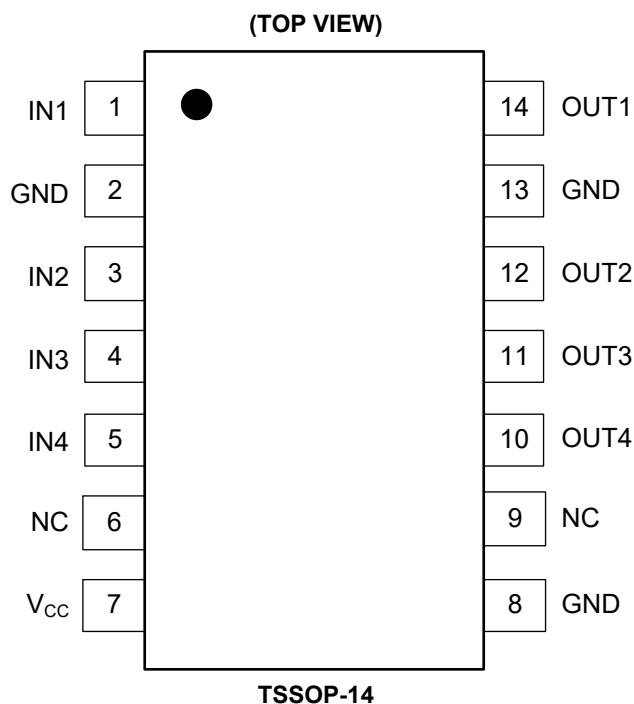 (TOP VIEW)
IN1 1 14 OUT1
GND 2 13 GND
IN2 3 12 OUT2
IN3 4 11 OUT3
IN4 5 10 OUT4
NC 6 9 NC
VCC 7 8 GND
TSSOP-14